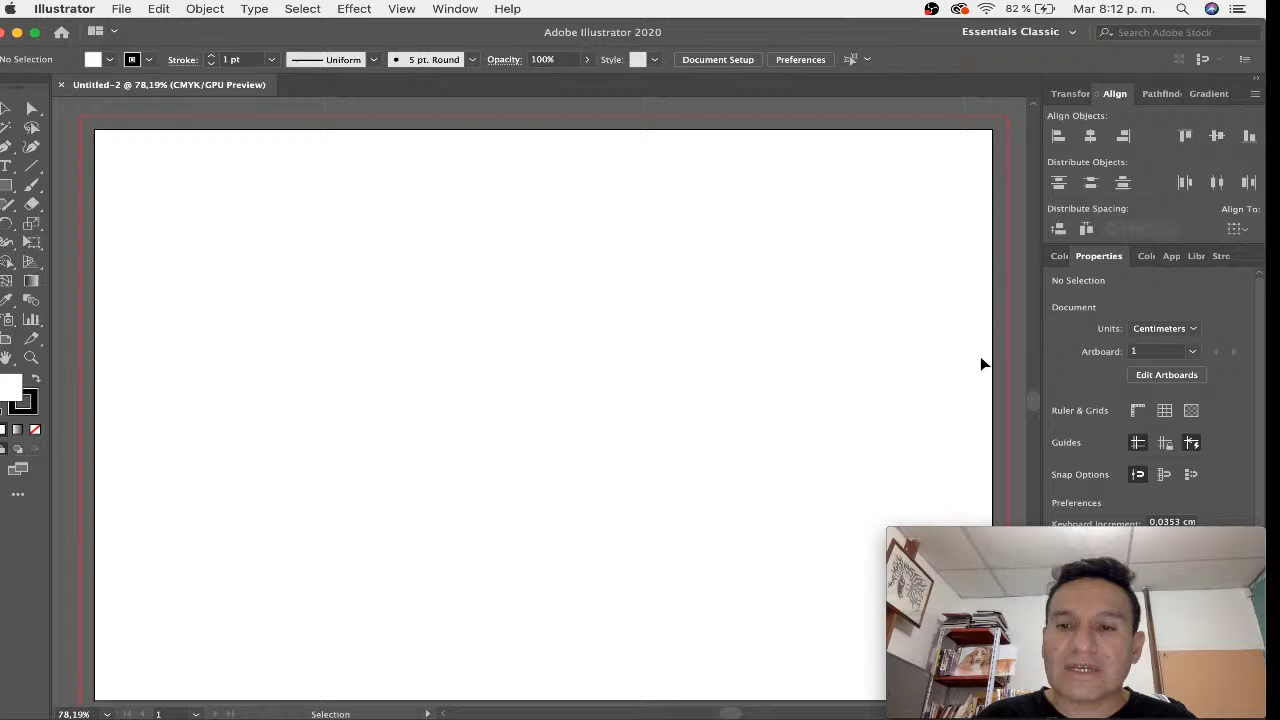 Illustrator File Edit Object Type Select Effect View Window Help 82 % Mar 8:12 p. m.
Adobe Illustrator 2020 Essentials Classic Search Adobe Stock
No Selection Stroke: 1 pt Uniform 5 pt. Round Opacity: 100% Style: Document Setup Preferences
Untitled-2 @ 78,19% (CMYK/GPU Preview)
Transfor Align Pathfind Gradient
Align Objects:
Distribute Objects:
Distribute Spacing: Align To:
Col Properties Col App Libr Stro
No Selection
Document
Units: Centimeters
Artboard: 1
Edit Artboards
Ruler & Grids
Guides
Snap Options
Preferences
Keyboard Increment: 0,0353 cm
78,19% 1 Selection